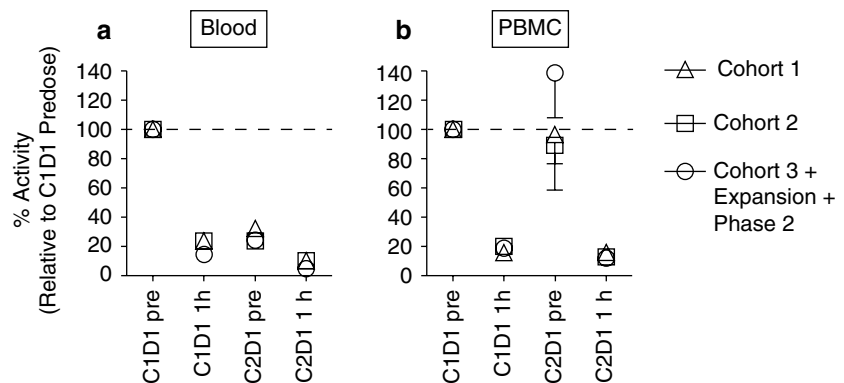 a
Blood
b
PBMC
% Activity
(Relative to C1D1 Predose)
140
120
100
80
60
40
20
0
C1D1 pre
C1D1 1h
C2D1 pre
C2D1 1 h
140
120
100
80
60
40
20
0
C1D1 pre
C1D1 1h
C2D1 pre
C2D1 1 h
Cohort 1
Cohort 2
Cohort 3 +
Expansion +
Phase 2